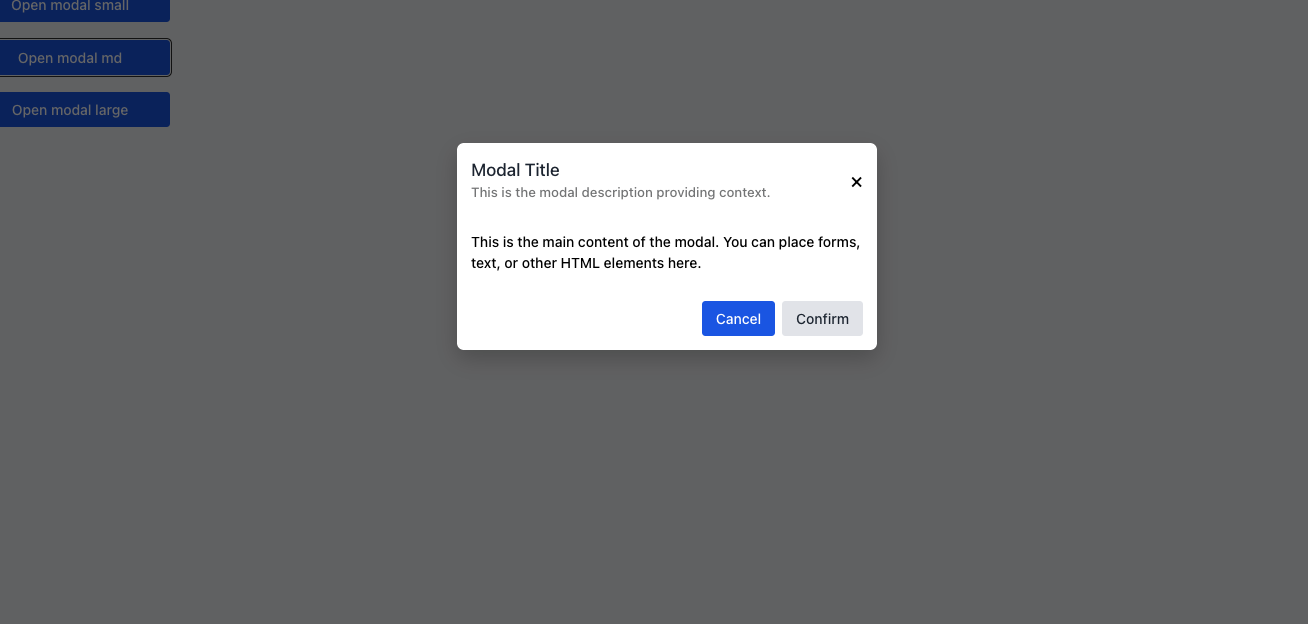 Open modal small
Open modal md
Open modal large
Modal Title
This is the modal description providing context.
This is the main content of the modal. You can place forms,
text, or other HTML elements here.
Cancel
Confirm